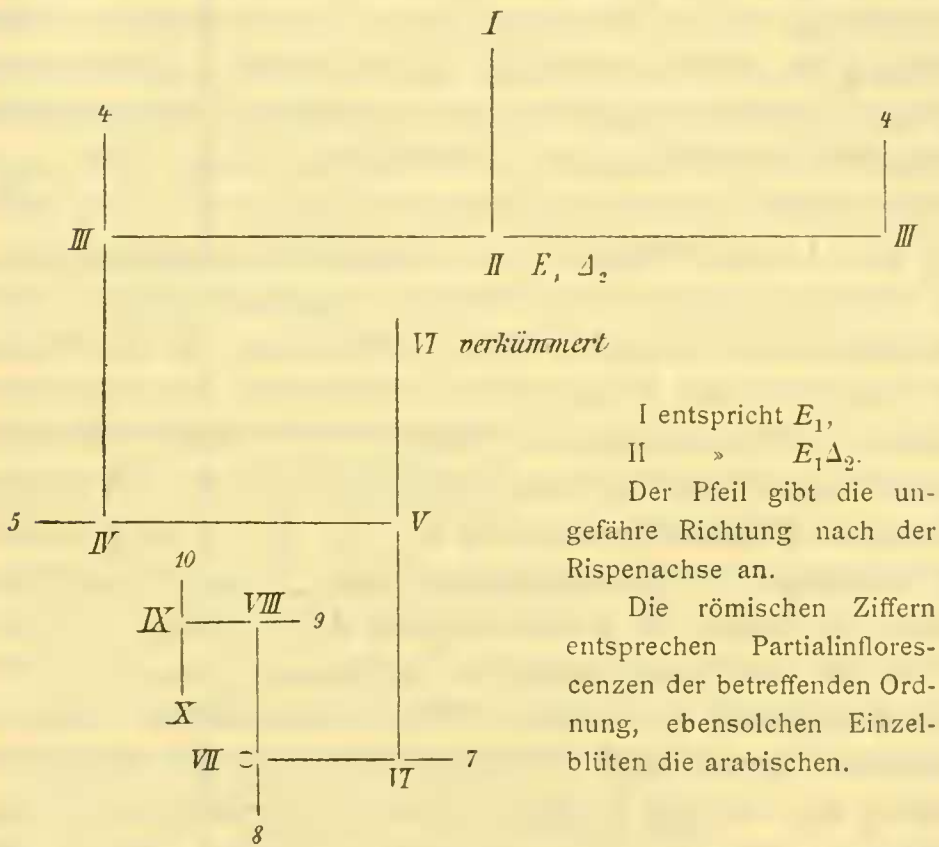 I
4
4
III
III
II E, Δ₂
VI verkümmert
I entspricht E₁,
II » E₁Δ₂.
Der Pfeil gibt die un-
gefähre Richtung nach der
Rispenachse an.
Die römischen Ziffern
entsprechen Partialinflores-
cenzen der betreffenden Ord-
nung, ebensolchen Einzel-
blüten die arabischen.
5
IV
V
10
IX
VIII
9
X
VII
VI
7
8